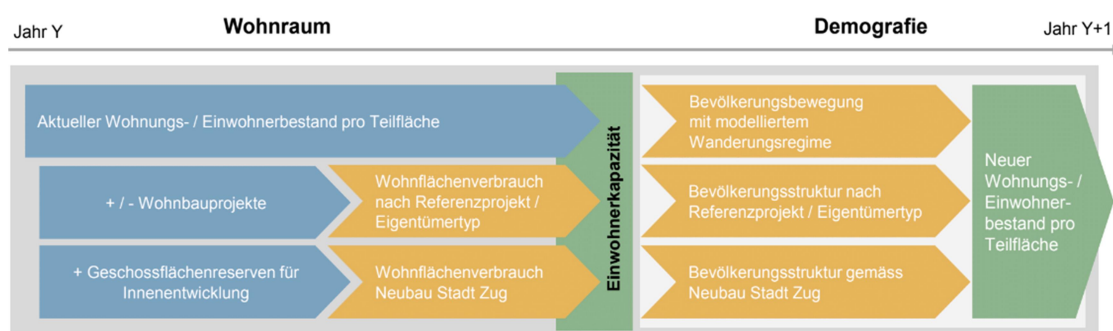 Jahr Y
Wohnraum
Demografie
Jahr Y+1
Aktueller Wohnungs- / Einwohnerbestand pro Teilfläche
+ / - Wohnbauprojekte
Wohnflächenverbrauch
nach Referenzprojekt /
Eigentümertyp
+ Geschossflächenreserven für
Innenentwicklung
Wohnflächenverbrauch
Neubau Stadt Zug
Einwohnerkapazität
Bevölkerungsbewegung
mit modelliertem
Wanderungsregime
Bevölkerungsstruktur nach
Referenzprojekt / Eigentümertyp
Bevölkerungsstruktur gemäss
Neubau Stadt Zug
Neuer
Wohnungs- /
Einwohner-
bestand pro
Teilfläche